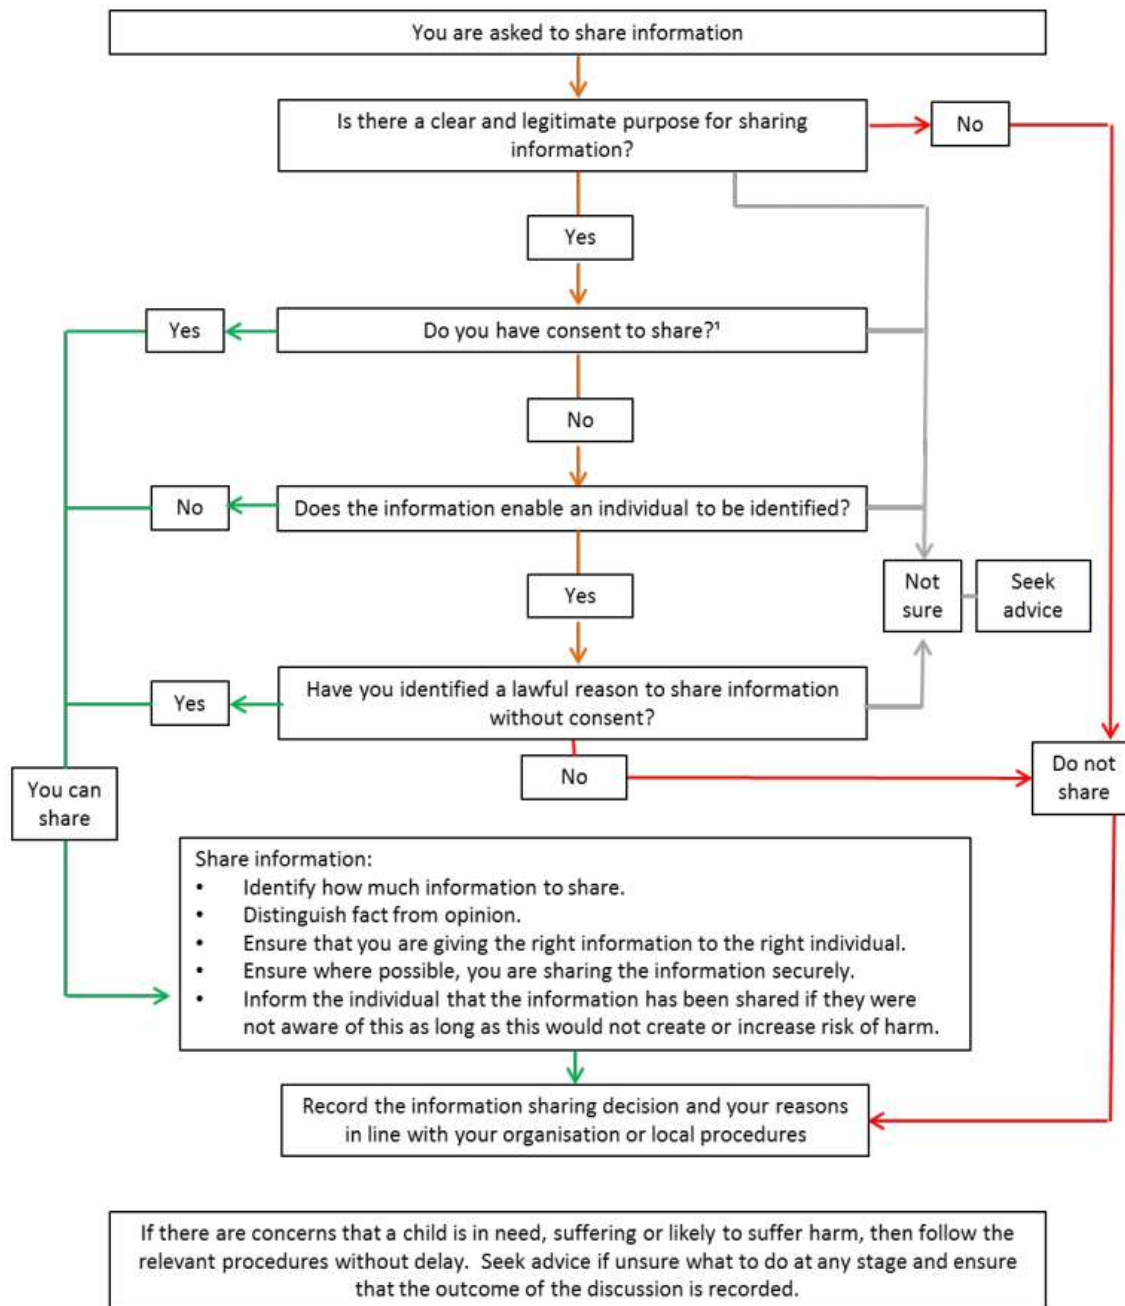 You are asked to share information
Is there a clear and legitimate purpose for sharing
information?
No
Yes
Yes
Do you have consent to share?¹
No
No
Does the information enable an individual to be identified?
Yes
Not
sure
Seek
advice
Yes
Have you identified a lawful reason to share information
without consent?
No
Do not
share
You can
share
Share information:
• Identify how much information to share.
• Distinguish fact from opinion.
• Ensure that you are giving the right information to the right individual.
• Ensure where possible, you are sharing the information securely.
• Inform the individual that the information has been shared if they were
not aware of this as long as this would not create or increase risk of harm.
Record the information sharing decision and your reasons
in line with your organisation or local procedures
If there are concerns that a child is in need, suffering or likely to suffer harm, then follow the
relevant procedures without delay.  Seek advice if unsure what to do at any stage and ensure
that the outcome of the discussion is recorded.